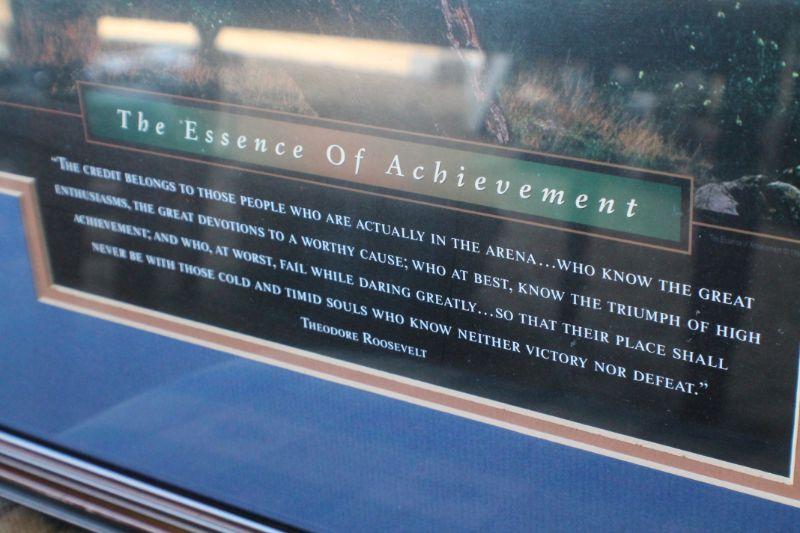 The Essence Of Achievement
“THE CREDIT BELONGS TO THOSE PEOPLE WHO ARE ACTUALLY IN THE ARENA...WHO KNOW THE GREAT
ENTHUSIASMS, THE GREAT DEVOTIONS TO A WORTHY CAUSE; WHO AT BEST, KNOW THE TRIUMPH OF HIGH
ACHIEVEMENT; AND WHO, AT WORST, FAIL WHILE DARING GREATLY...SO THAT THEIR PLACE SHALL
NEVER BE WITH THOSE COLD AND TIMID SOULS WHO KNOW NEITHER VICTORY NOR DEFEAT.”
THEODORE ROOSEVELT